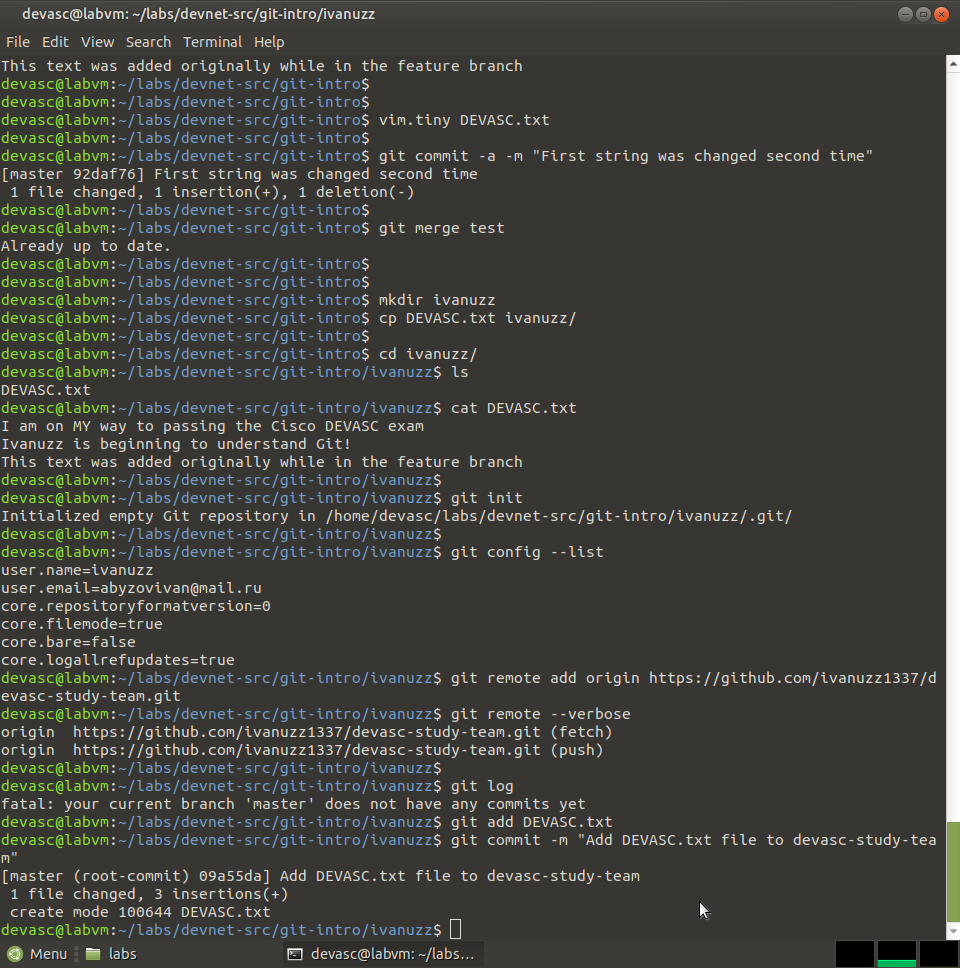 devasc@labvm: ~/labs/devnet-src/git-intro/ivanuzz
File Edit View Search Terminal Help
This text was added originally while in the feature branch
devasc@labvm:~/labs/devnet-src/git-intro$
devasc@labvm:~/labs/devnet-src/git-intro$
devasc@labvm:~/labs/devnet-src/git-intro$ vim.tiny DEVASC.txt
devasc@labvm:~/labs/devnet-src/git-intro$
devasc@labvm:~/labs/devnet-src/git-intro$ git commit -a -m "First string was changed second time"
[master 92daf76] First string was changed second time
 1 file changed, 1 insertion(+), 1 deletion(-)
devasc@labvm:~/labs/devnet-src/git-intro$
devasc@labvm:~/labs/devnet-src/git-intro$ git merge test
Already up to date.
devasc@labvm:~/labs/devnet-src/git-intro$
devasc@labvm:~/labs/devnet-src/git-intro$
devasc@labvm:~/labs/devnet-src/git-intro$ mkdir ivanuzz
devasc@labvm:~/labs/devnet-src/git-intro$ cp DEVASC.txt ivanuzz/
devasc@labvm:~/labs/devnet-src/git-intro$
devasc@labvm:~/labs/devnet-src/git-intro$ cd ivanuzz/
devasc@labvm:~/labs/devnet-src/git-intro/ivanuzz$ ls
DEVASC.txt
devasc@labvm:~/labs/devnet-src/git-intro/ivanuzz$ cat DEVASC.txt
I am on MY way to passing the Cisco DEVASC exam
Ivanuzz is beginning to understand Git!
This text was added originally while in the feature branch
devasc@labvm:~/labs/devnet-src/git-intro/ivanuzz$
devasc@labvm:~/labs/devnet-src/git-intro/ivanuzz$ git init
Initialized empty Git repository in /home/devasc/labs/devnet-src/git-intro/ivanuzz/.git/
devasc@labvm:~/labs/devnet-src/git-intro/ivanuzz$
devasc@labvm:~/labs/devnet-src/git-intro/ivanuzz$ git config --list
user.name=ivanuzz
user.email=abyzovivan@mail.ru
core.repositoryformatversion=0
core.filemode=true
core.bare=false
core.logallrefupdates=true
devasc@labvm:~/labs/devnet-src/git-intro/ivanuzz$ git remote add origin https://github.com/ivanuzz1337/d
evasc-study-team.git
devasc@labvm:~/labs/devnet-src/git-intro/ivanuzz$ git remote --verbose
origin  https://github.com/ivanuzz1337/devasc-study-team.git (fetch)
origin  https://github.com/ivanuzz1337/devasc-study-team.git (push)
devasc@labvm:~/labs/devnet-src/git-intro/ivanuzz$
devasc@labvm:~/labs/devnet-src/git-intro/ivanuzz$ git log
fatal: your current branch 'master' does not have any commits yet
devasc@labvm:~/labs/devnet-src/git-intro/ivanuzz$ git add DEVASC.txt
devasc@labvm:~/labs/devnet-src/git-intro/ivanuzz$ git commit -m "Add DEVASC.txt file to devasc-study-tea
m"
[master (root-commit) 09a55da] Add DEVASC.txt file to devasc-study-team
 1 file changed, 3 insertions(+)
 create mode 100644 DEVASC.txt
devasc@labvm:~/labs/devnet-src/git-intro/ivanuzz$
Menu labs devasc@labvm: ~/labs...